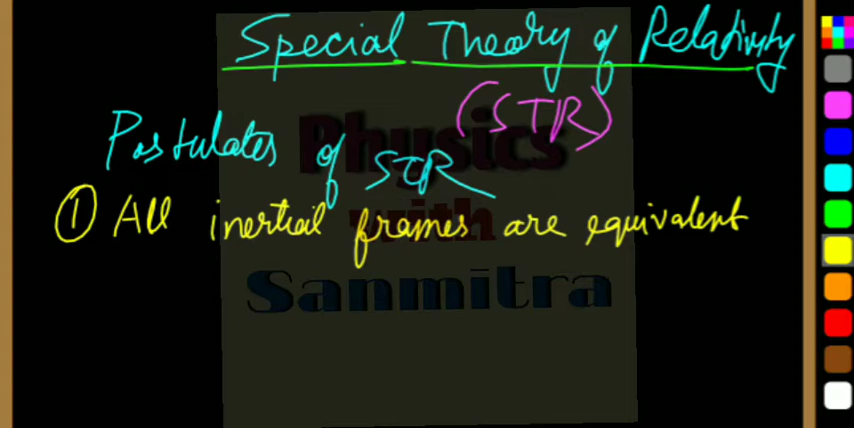 Special Theory of Relativity
(STR)
Postulates of STR
① All inertial frames are equivalent
Physics
with
Sanmitra